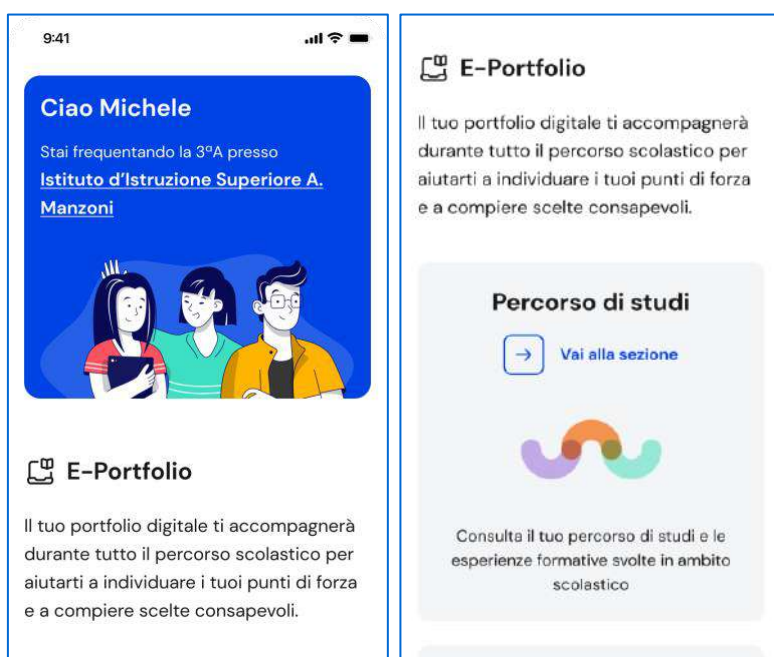 9:41
Ciao Michele
Stai frequentando la 3ªA presso
Istituto d'Istruzione Superiore A.
Manzoni
E-Portfolio
Il tuo portfolio digitale ti accompagnerà
durante tutto il percorso scolastico per
aiutarti a individuare i tuoi punti di forza
e a compiere scelte consapevoli.
E-Portfolio
Il tuo portfolio digitale ti accompagnerà
durante tutto il percorso scolastico per
aiutarti a individuare i tuoi punti di forza
e a compiere scelte consapevoli.
Percorso di studi
Vai alla sezione
Consulta il tuo percorso di studi e le
esperienze formative svolte in ambito
scolastico